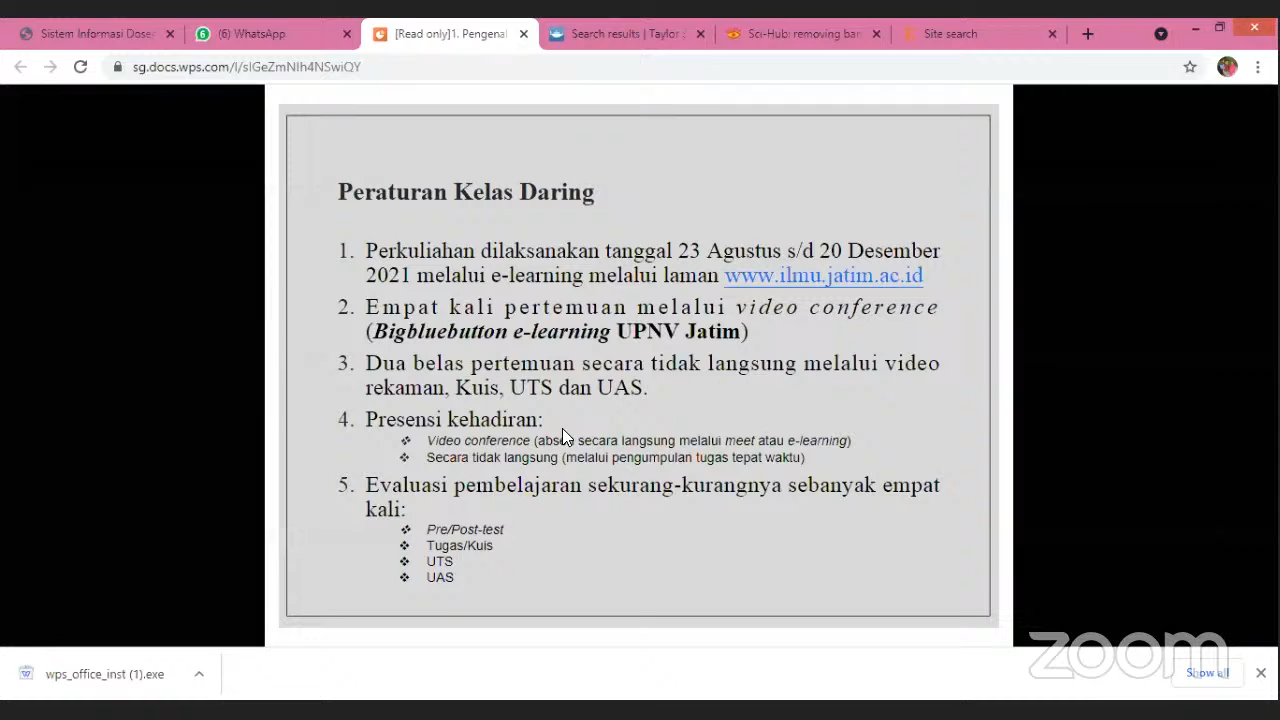 Sistem Informasi Dose
(6) WhatsApp
[Read only]1. Pengenal
Search results | Taylor
Sci-Hub: removing bar
Site search
sg.docs.wps.com/l/slGeZmNIh4NSwiQY
Peraturan Kelas Daring
1. Perkuliahan dilaksanakan tanggal 23 Agustus s/d 20 Desember
2021 melalui e-learning melalui laman www.ilmu.jatim.ac.id
2. Empat kali pertemuan melalui video conference
(Bigbluebutton e-learning UPNV Jatim)
3. Dua belas pertemuan secara tidak langsung melalui video
rekaman, Kuis, UTS dan UAS.
4. Presensi kehadiran:
❖ Video conference (abse secara langsung melalui meet atau e-learning)
❖ Secara tidak langsung (melalui pengumpulan tugas tepat waktu)
5. Evaluasi pembelajaran sekurang-kurangnya sebanyak empat
kali:
❖ Pre/Post-test
❖ Tugas/Kuis
❖ UTS
❖ UAS
zoom
wps_office_inst (1).exe
Show all